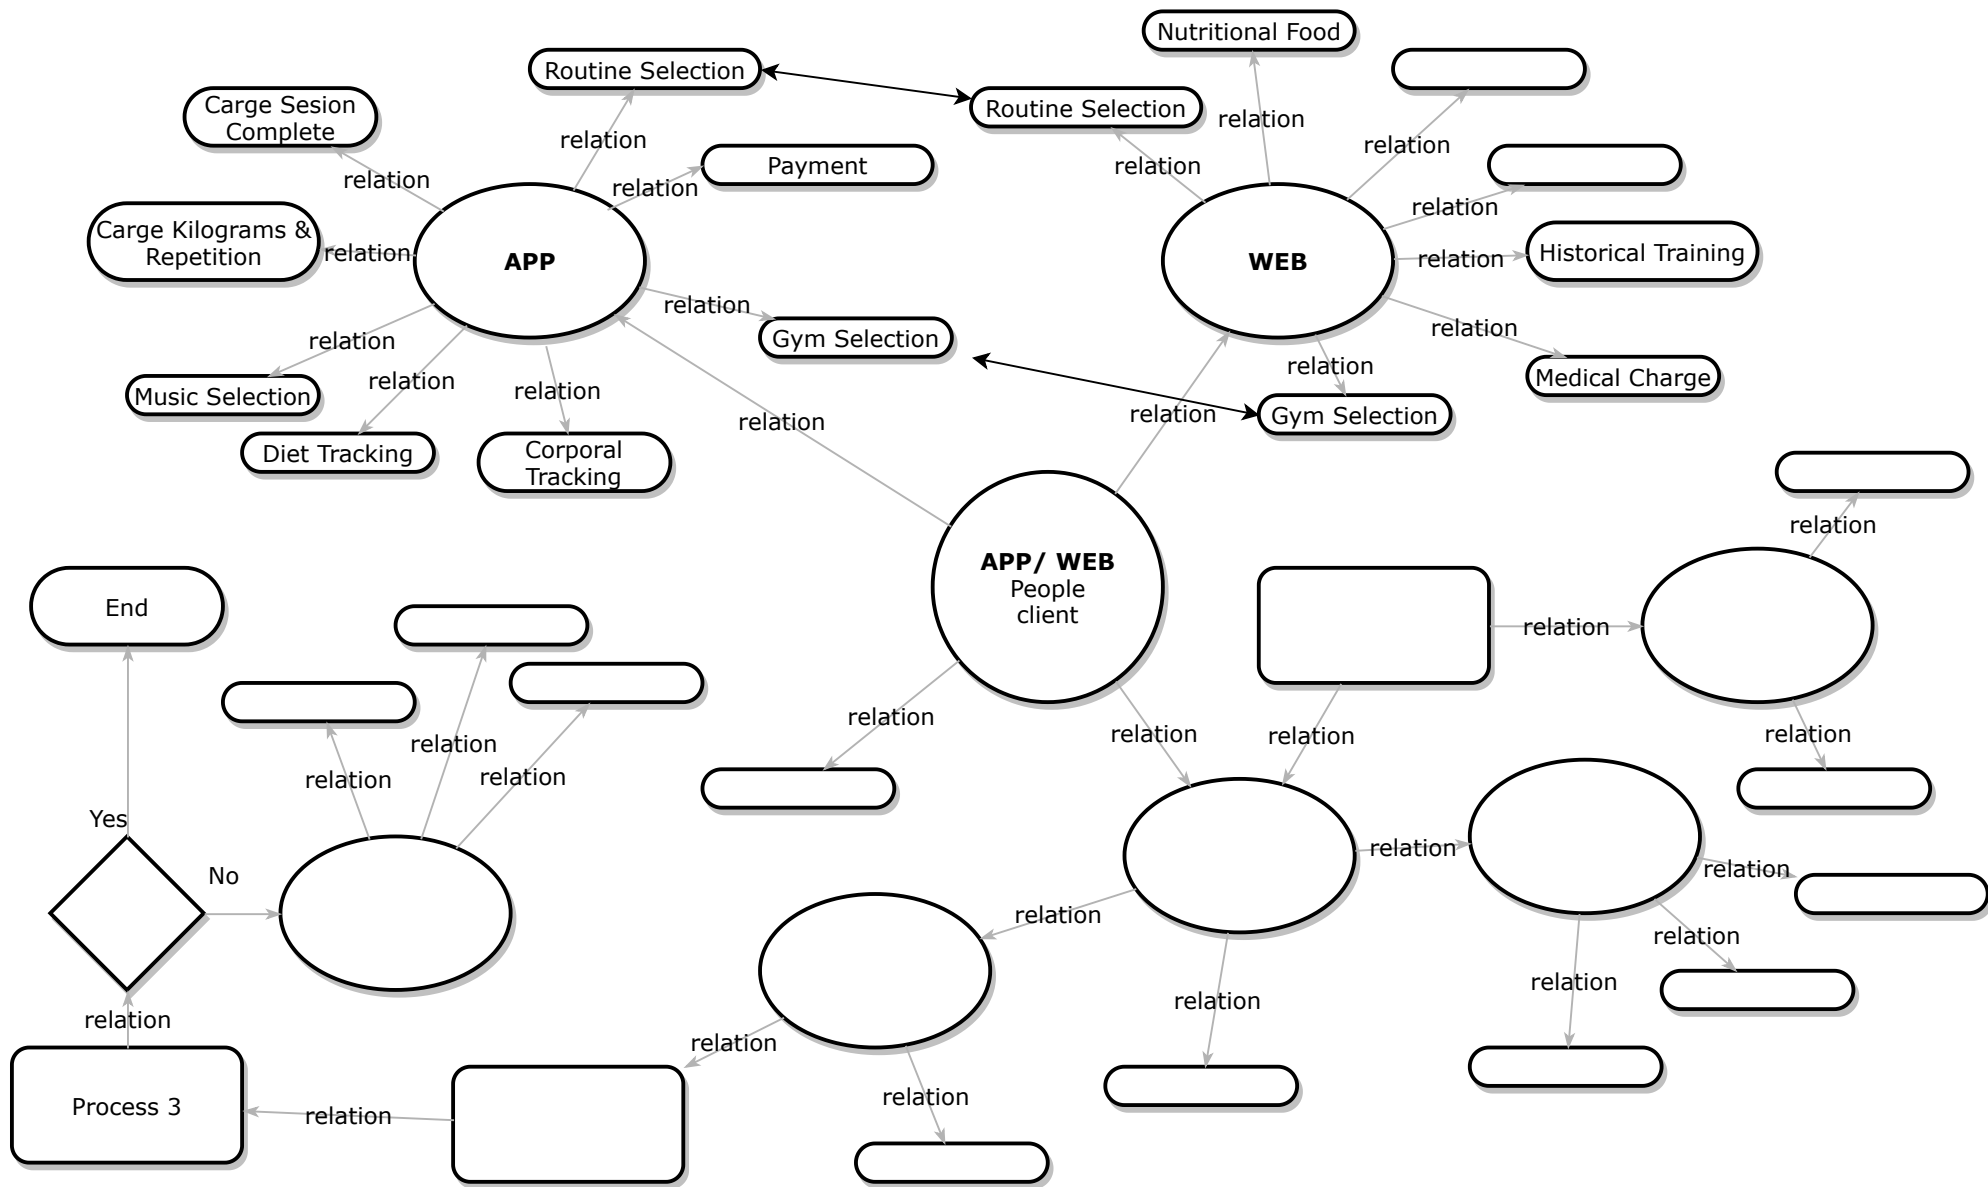 Nutritional Food
Routine Selection
Routine Selection
Carge Sesion
Complete
relation
relation
relation
relation
Payment
relation
relation
relation
relation
Carge Kilograms &
Repetition
relation
APP
WEB
relation
Historical Training
relation
relation
Gym Selection
relation
relation
relation
Medical Charge
Music Selection
relation
relation
relation
relation
Gym Selection
Diet Tracking
Corporal
Tracking
relation
APP/ WEB
People
client
End
relation
relation
relation
relation
relation
relation
relation
relation
Yes
relation
relation
No
relation
relation
relation
relation
relation
relation
Process 3
relation
relation